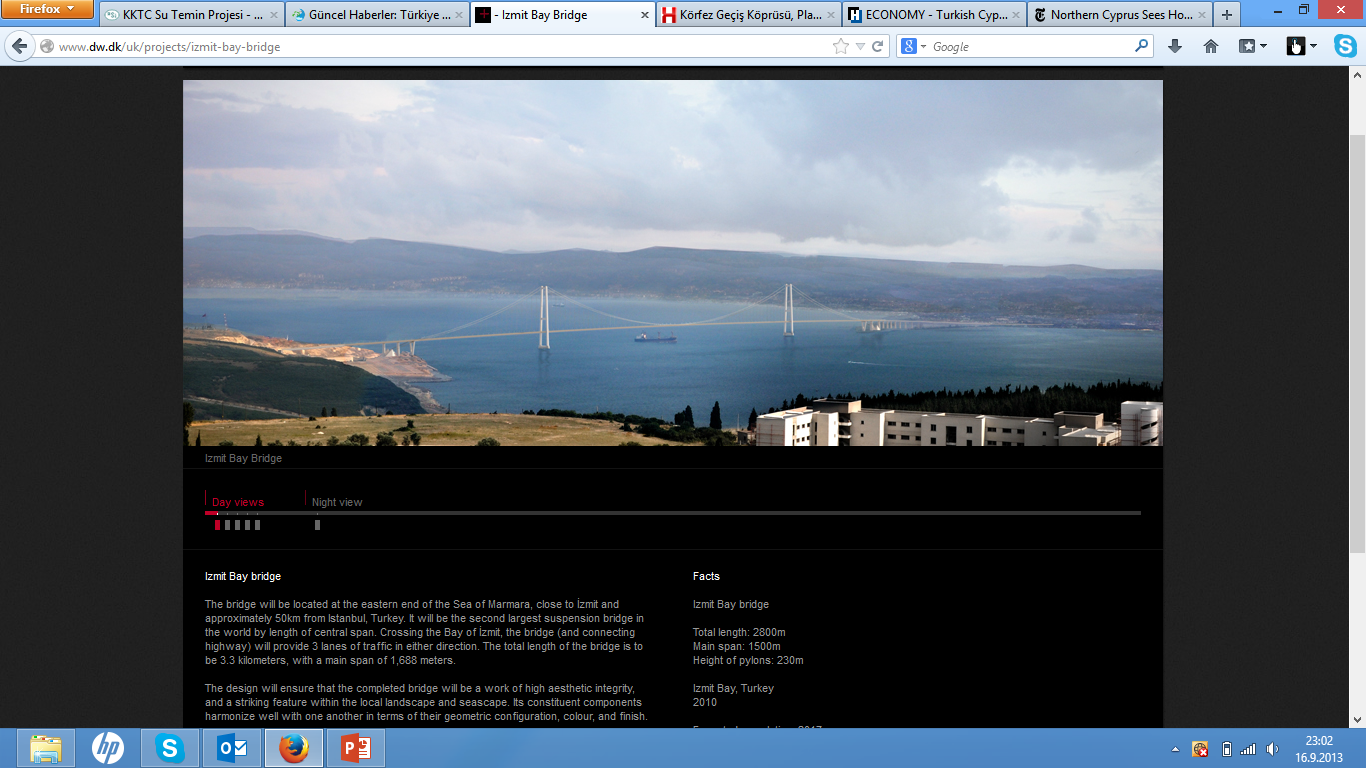 Firefox
KKTC Su Temin Projesi - ...
Güncel Haberler: Türkiye ...
- Izmit Bay Bridge
Körfez Geçiş Köprüsü, Pla...
ECONOMY - Turkish Cyp...
Northern Cyprus Sees Ho...
www.dw.dk/uk/projects/izmit-bay-bridge
Google
Izmit Bay Bridge
Day views
Night view
Izmit Bay bridge
The bridge will be located at the eastern end of the Sea of Marmara, close to İzmit and
approximately 50km from Istanbul, Turkey. It will be the second largest suspension bridge in
the world by length of central span. Crossing the Bay of İzmit, the bridge (and connecting
highway) will provide 3 lanes of traffic in either direction. The total length of the bridge is to
be 3.3 kilometers, with a main span of 1,688 meters.
The design will ensure that the completed bridge will be a work of high aesthetic integrity,
and a striking feature within the local landscape and seascape. Its constituent components
harmonize well with one another in terms of their geometric configuration, colour, and finish.
Facts
Izmit Bay bridge
Total length: 2800m
Main span: 1500m
Height of pylons: 230m
Izmit Bay, Turkey
2010
23:02
16.9.2013